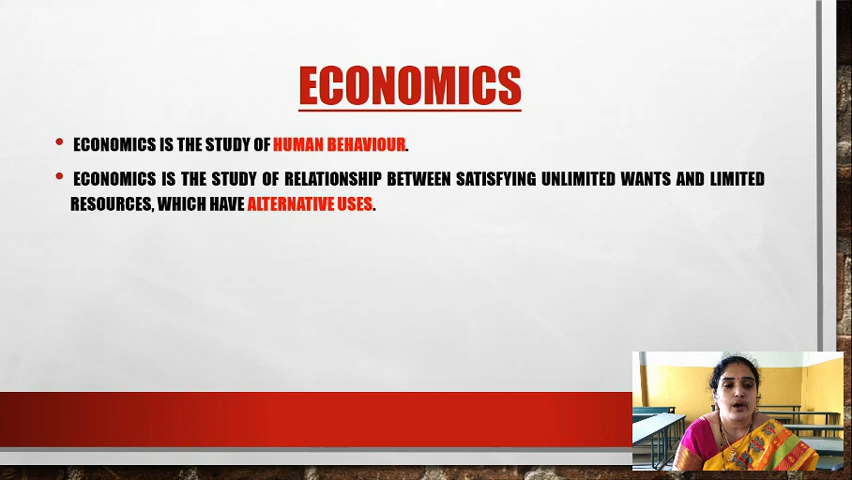 ECONOMICS
• ECONOMICS IS THE STUDY OF HUMAN BEHAVIOUR.
• ECONOMICS IS THE STUDY OF RELATIONSHIP BETWEEN SATISFYING UNLIMITED WANTS AND LIMITED
RESOURCES, WHICH HAVE ALTERNATIVE USES.